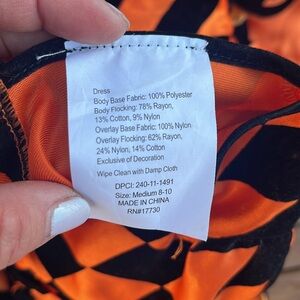 Dress
Body Base Fabric: 100% Polyester
Body Flocking: 78% Rayon,
13% Cotton, 9% Nylon
Overlay Base Fabric: 100% Nylon
Overlay Flocking: 62% Rayon,
24% Nylon, 14% Cotton
Exclusive of Decoration
Wipe Clean with Damp Cloth
DPCI: 240-11-1491
Size: Medium 8-10
MADE IN CHINA
RN#17730